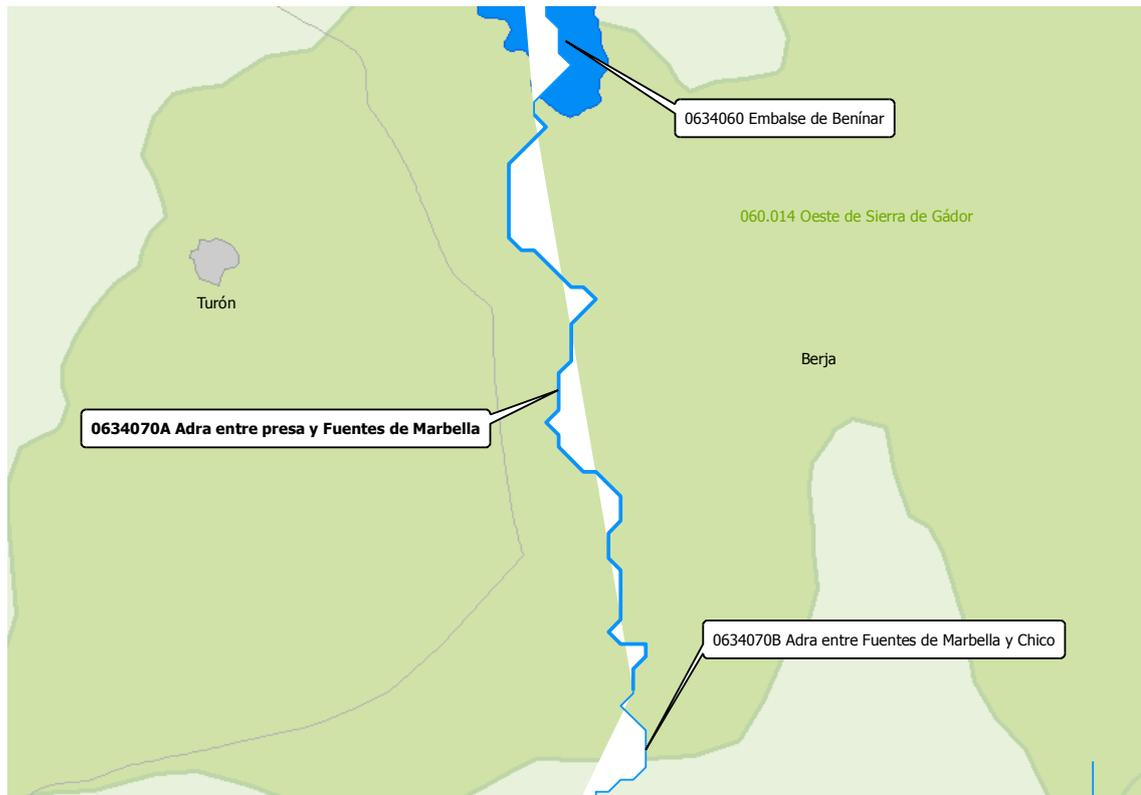 0634060 Embalse de Benínar
060.014 Oeste de Sierra de Gádor
Turón
Berja
0634070A Adra entre presa y Fuentes de Marbella
0634070B Adra entre Fuentes de Marbella y Chico